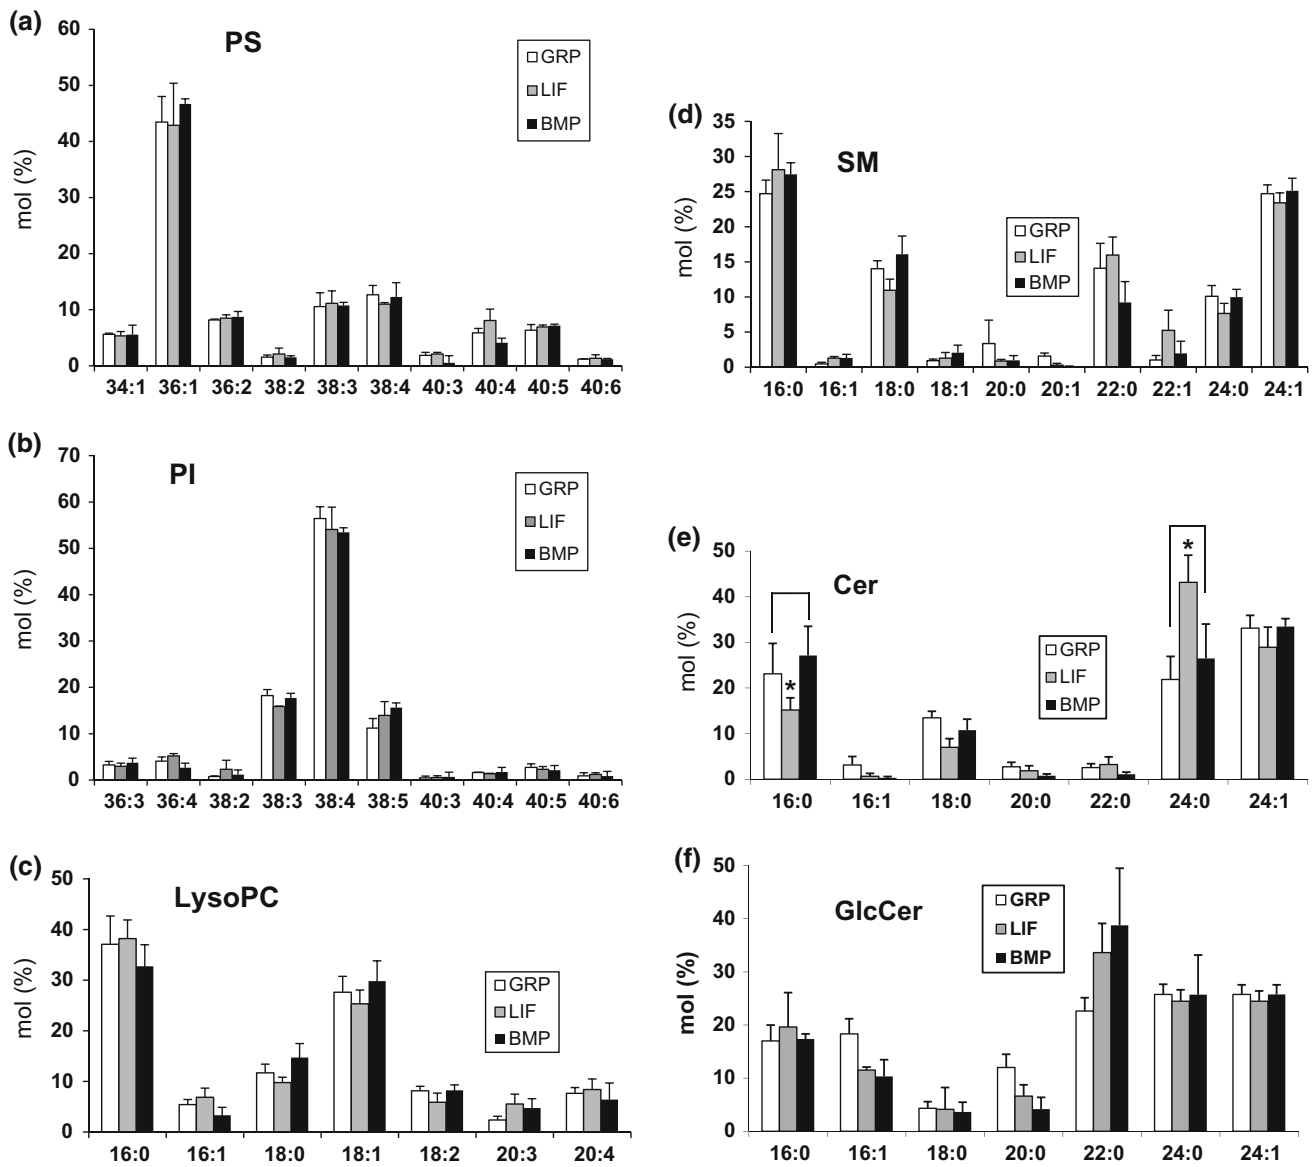 (a)
PS
60
50
40
30
20
10
0
mol (%)
GRP
LIF
BMP
34:1 36:1 36:2 38:2 38:3 38:4 40:3 40:4 40:5 40:6
(b)
PI
70
60
50
40
30
20
10
0
mol (%)
GRP
LIF
BMP
36:3 36:4 38:2 38:3 38:4 38:5 40:3 40:4 40:5 40:6
(c)
LysoPC
50
40
30
20
10
0
mol (%)
GRP
LIF
BMP
16:0 16:1 18:0 18:1 18:2 20:3 20:4
(d)
SM
35
30
25
20
15
10
5
0
mol (%)
GRP
LIF
BMP
16:0 16:1 18:0 18:1 20:0 20:1 22:0 22:1 24:0 24:1
(e)
Cer
50
40
30
20
10
0
mol (%)
*
*
GRP
LIF
BMP
16:0 16:1 18:0 20:0 22:0 24:0 24:1
(f)
GlcCer
50
40
30
20
10
0
mol (%)
GRP
LIF
BMP
16:0 16:1 18:0 20:0 22:0 24:0 24:1